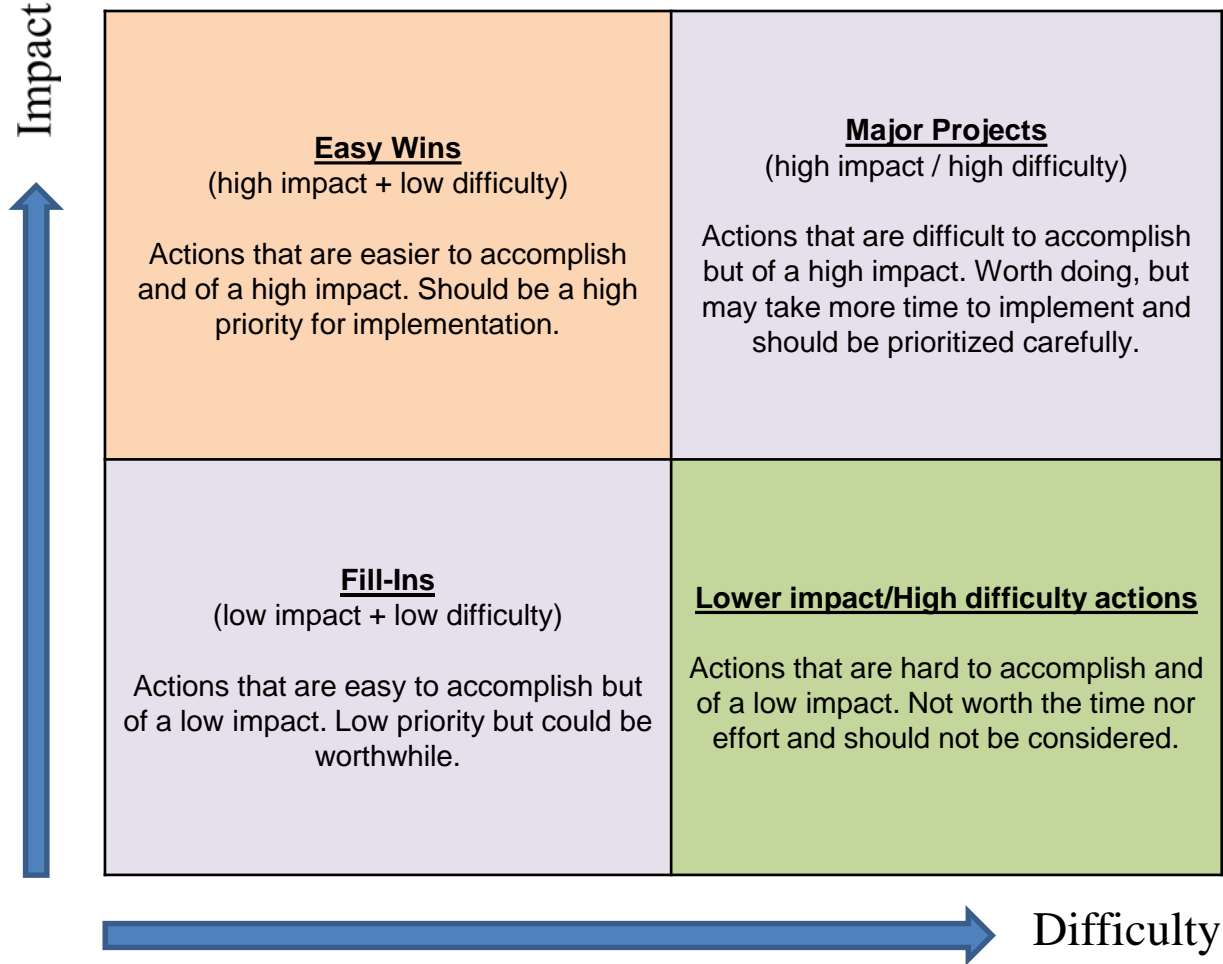 Impact
Easy Wins
(high impact + low difficulty)
Actions that are easier to accomplish
and of a high impact. Should be a high
priority for implementation.
Major Projects
(high impact / high difficulty)
Actions that are difficult to accomplish
but of a high impact. Worth doing, but
may take more time to implement and
should be prioritized carefully.
Fill-Ins
(low impact + low difficulty)
Actions that are easy to accomplish but
of a low impact. Low priority but could be
worthwhile.
Lower impact/High difficulty actions
Actions that are hard to accomplish and
of a low impact. Not worth the time nor
effort and should not be considered.
Difficulty